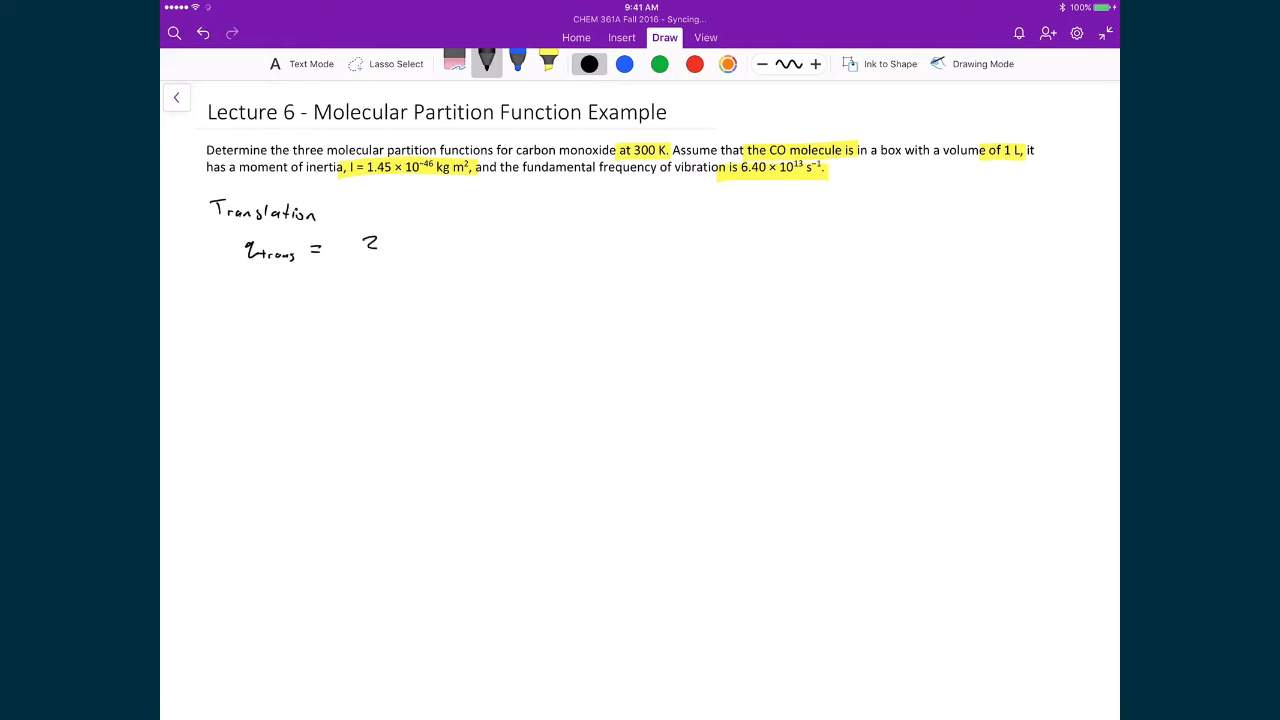 9:41 AM
100%
CHEM 361A Fall 2016 - Syncing...
Home Insert Draw View
A Text Mode Lasso Select Ink to Shape Drawing Mode
Lecture 6 - Molecular Partition Function Example
Determine the three molecular partition functions for carbon monoxide at 300 K. Assume that the CO molecule is in a box with a volume of 1 L, it
has a moment of inertia, I = 1.45 × 10⁻⁴⁶ kg m², and the fundamental frequency of vibration is 6.40 × 10¹³ s⁻¹.
Translation
q trans = 2